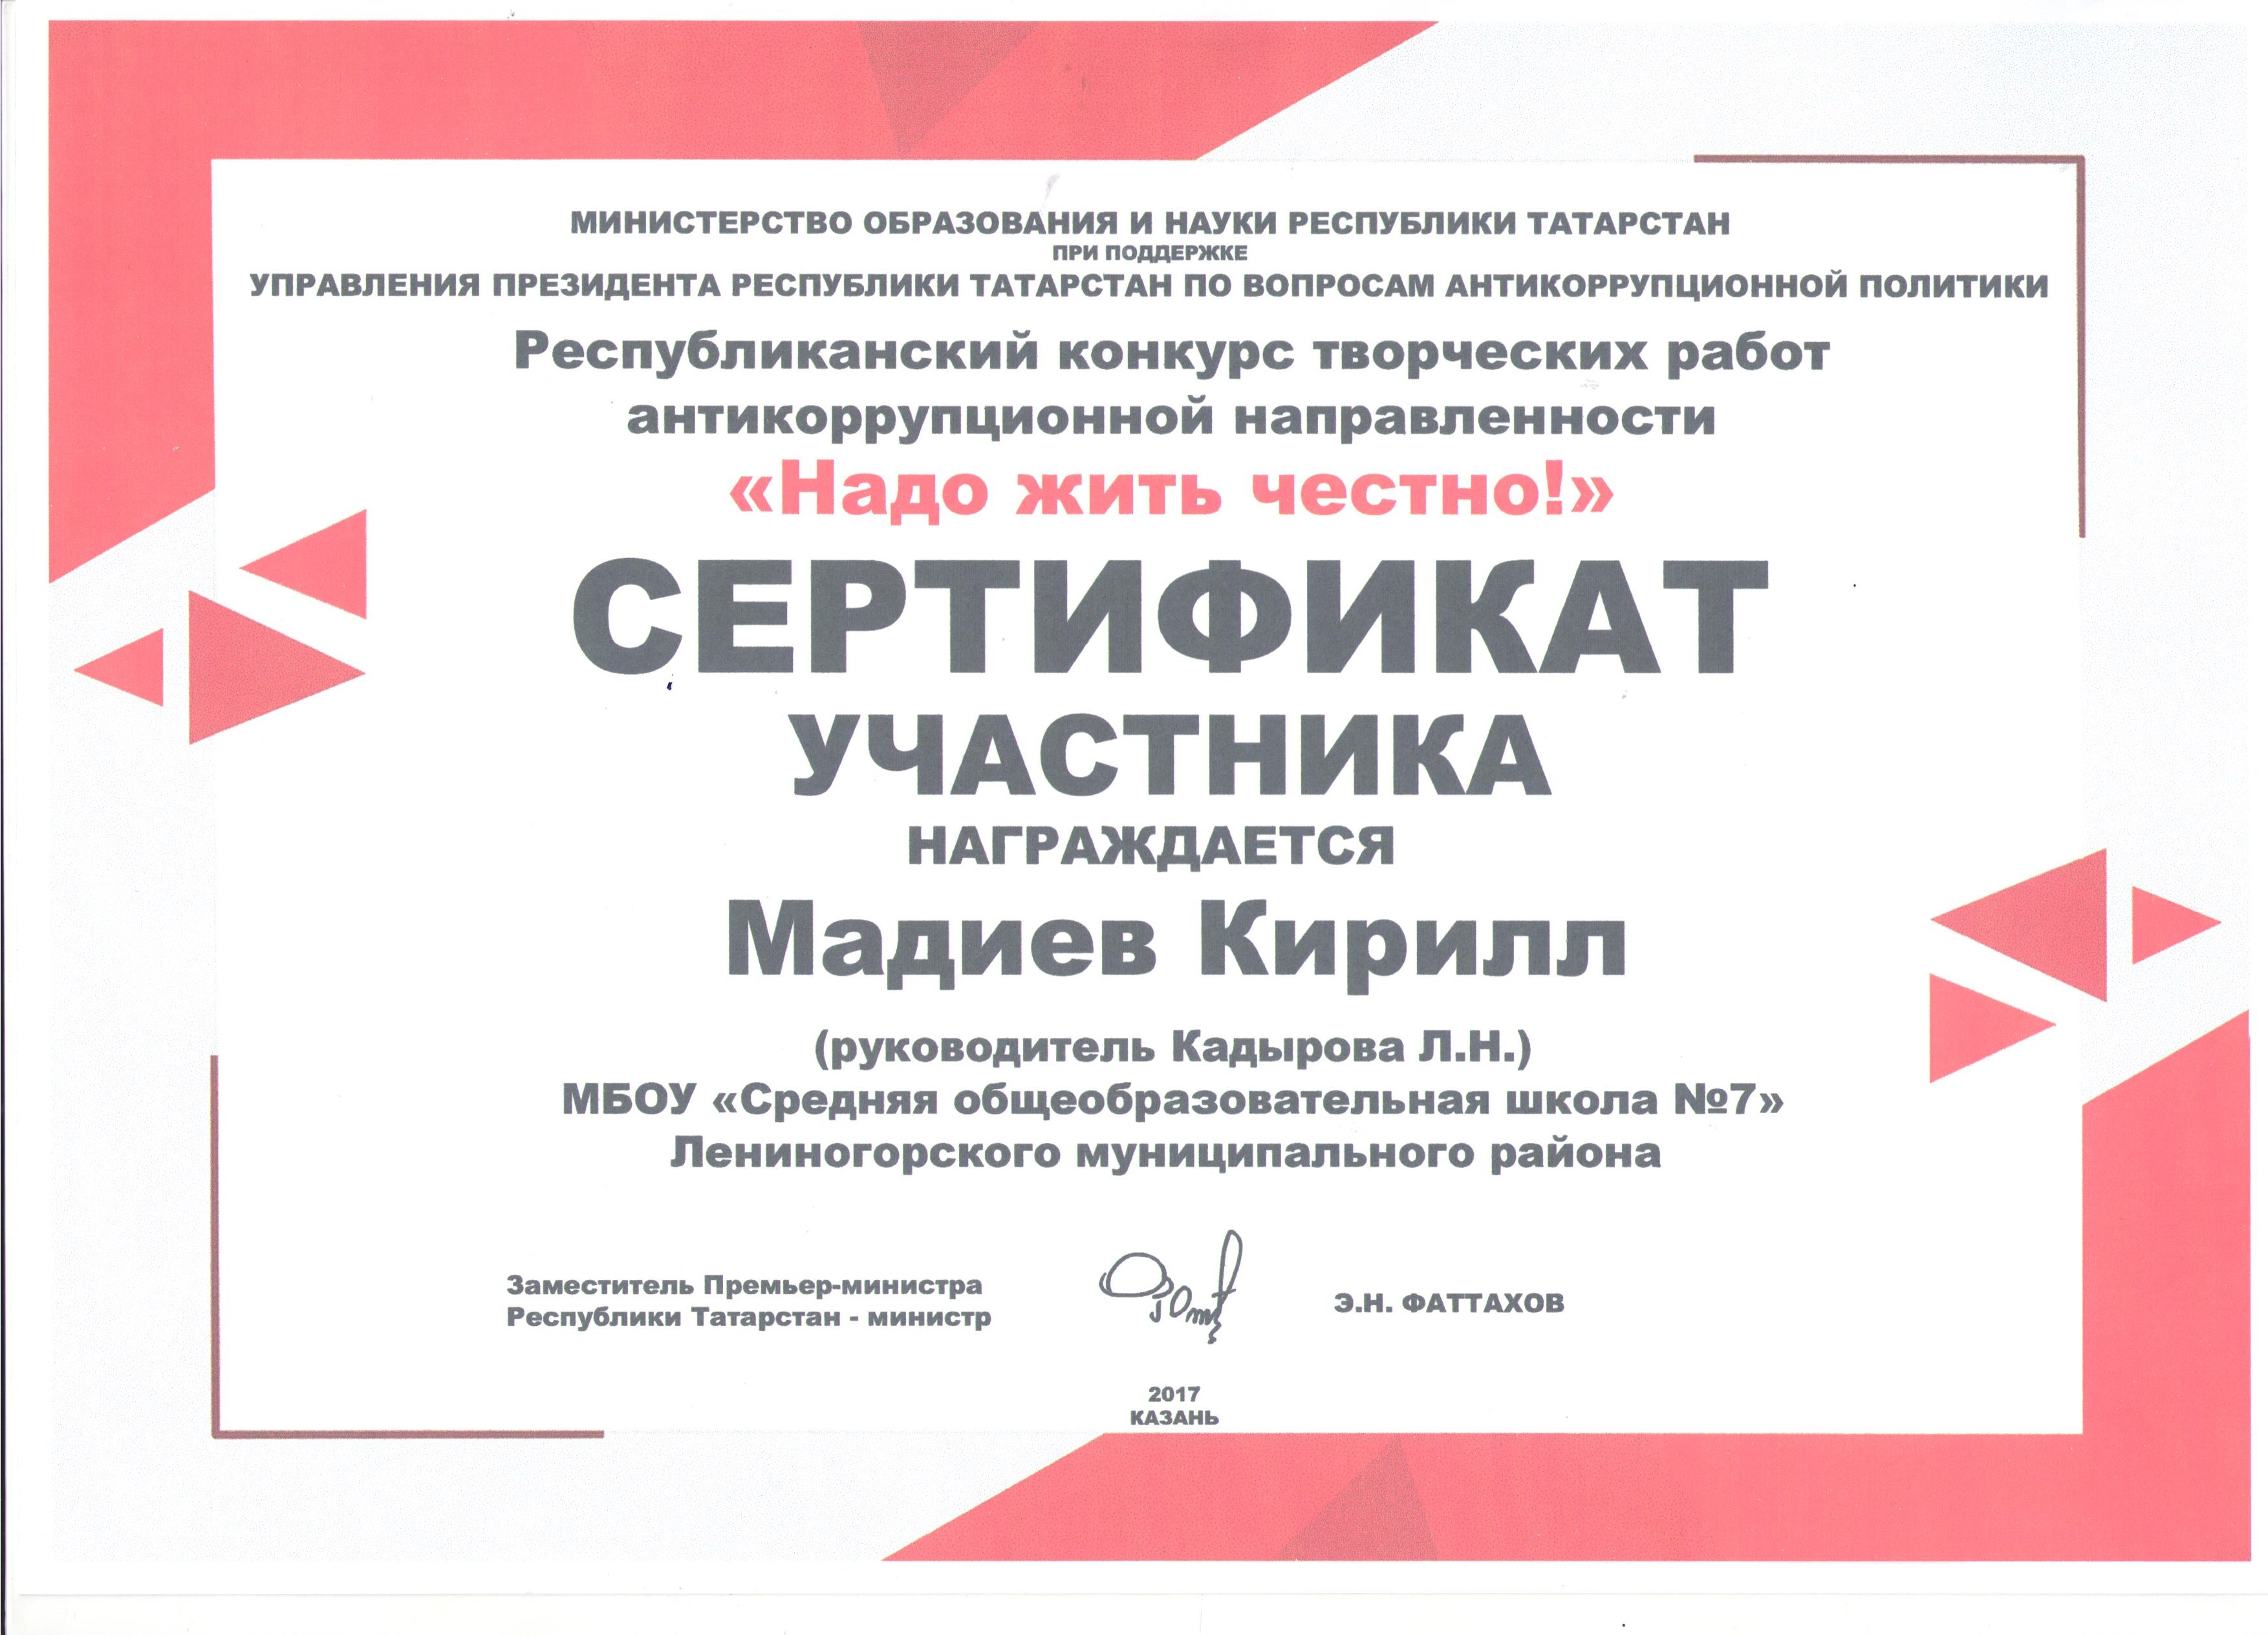 МИНИСТЕРСТВО ОБРАЗОВАНИЯ И НАУКИ РЕСПУБЛИКИ ТАТАРСТАН
ПРИ ПОДДЕРЖКЕ
УПРАВЛЕНИЯ ПРЕЗИДЕНТА РЕСПУБЛИКИ ТАТАРСТАН ПО ВОПРОСАМ АНТИКОРРУПЦИОННОЙ ПОЛИТИКИ
Республиканский конкурс творческих работ
антикоррупционной направленности
«Надо жить честно!»
СЕРТИФИКАТ
УЧАСТНИКА
НАГРАЖДАЕТСЯ
Мадиев Кирилл
(руководитель Кадырова Л.Н.)
МБОУ «Средняя общеобразовательная школа №7»
Лениногорского муниципального района
Заместитель Премьер-министра
Республики Татарстан - министр
Э.Н. ФАТТАХОВ
2017
КАЗАНЬ